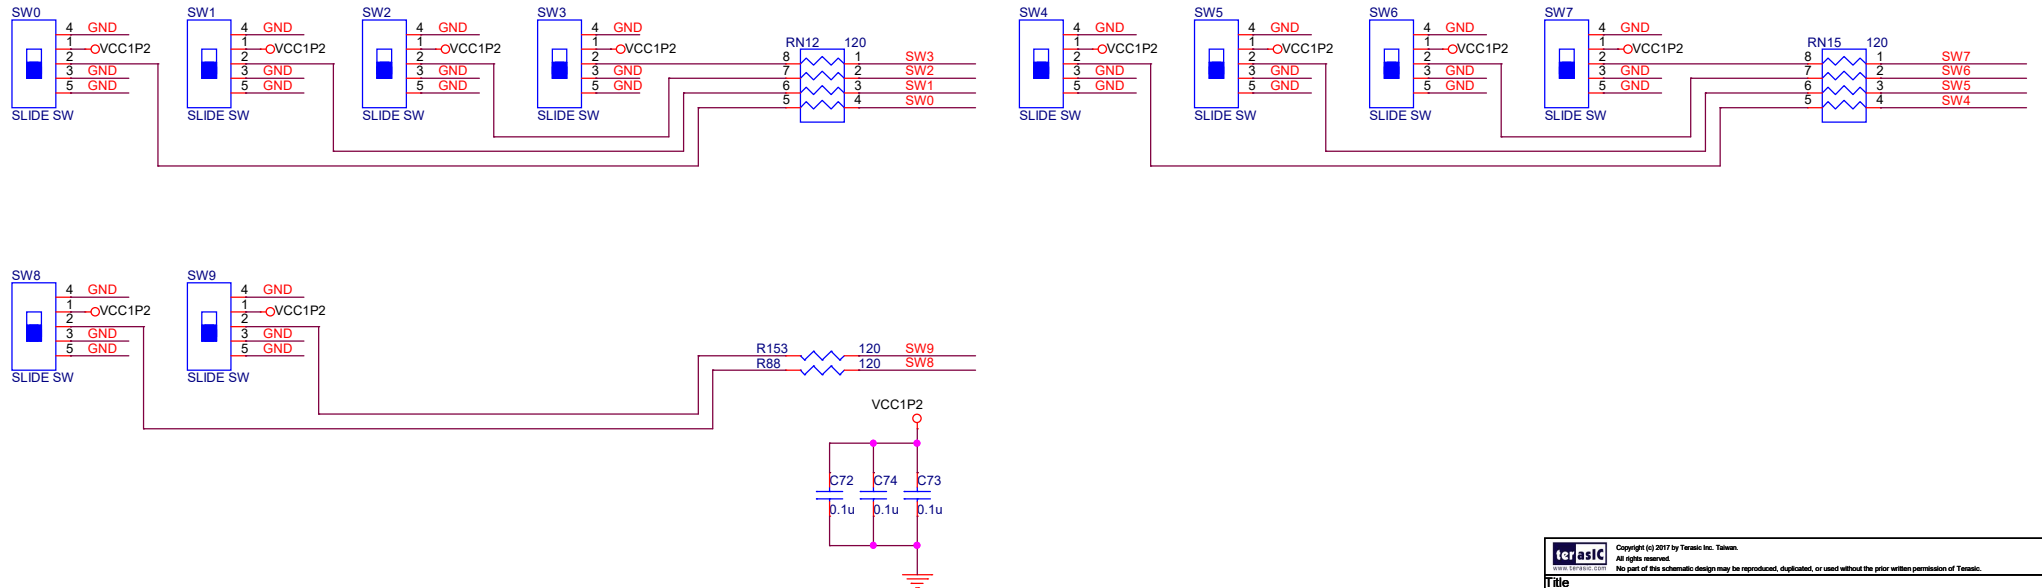 SW0 SW1 SW2 SW3 SW4 SW5 SW6 SW7
4 GND 4 GND 4 GND 4 GND 4 GND 4 GND 4 GND 4 GND
1 VCC1P2 1 VCC1P2 1 VCC1P2 1 VCC1P2 RN12 120 1 VCC1P2 1 VCC1P2 1 VCC1P2 1 VCC1P2 RN15 120
2 2 2 2 8 1 SW3 2 2 2 2 8 1 SW7
3 GND 3 GND 3 GND 3 GND 7 2 SW2 3 GND 3 GND 3 GND 3 GND 7 2 SW6
5 GND 5 GND 5 GND 5 GND 6 3 SW1 5 GND 5 GND 5 GND 5 GND 6 3 SW5
5 4 SW0 5 4 SW4
SLIDE SW SLIDE SW SLIDE SW SLIDE SW SLIDE SW SLIDE SW SLIDE SW SLIDE SW
SW8 SW9
4 GND 4 GND
1 VCC1P2 1 VCC1P2
2 2
3 GND 3 GND
5 GND 5 GND R153 120 SW9
R88 120 SW8
SLIDE SW SLIDE SW
VCC1P2
C72 C74 C73
0.1u 0.1u 0.1u
terasIC Copyright (c) 2017 by Terasic Inc. Taiwan.
All rights reserved.
www.terasic.com No part of this schematic design may be reproduced, duplicated, or used without the prior written permission of Terasic.
Title